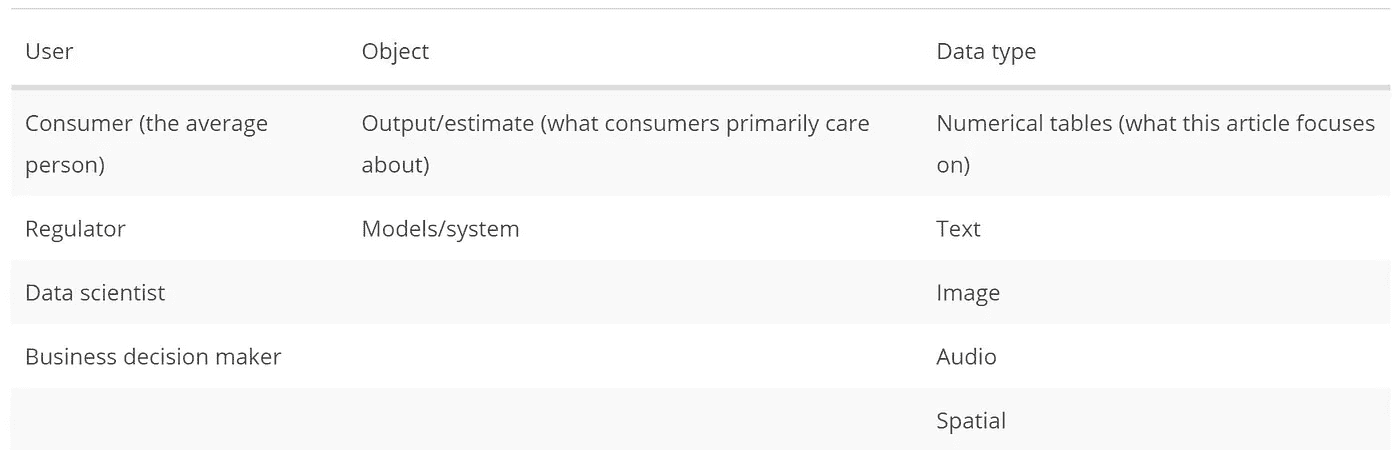 User Object Data type
Consumer (the average Output/estimate (what consumers primarily care Numerical tables (what this article focuses
person) about) on)
Regulator Models/system Text
Data scientist Image
Business decision maker Audio
Spatial